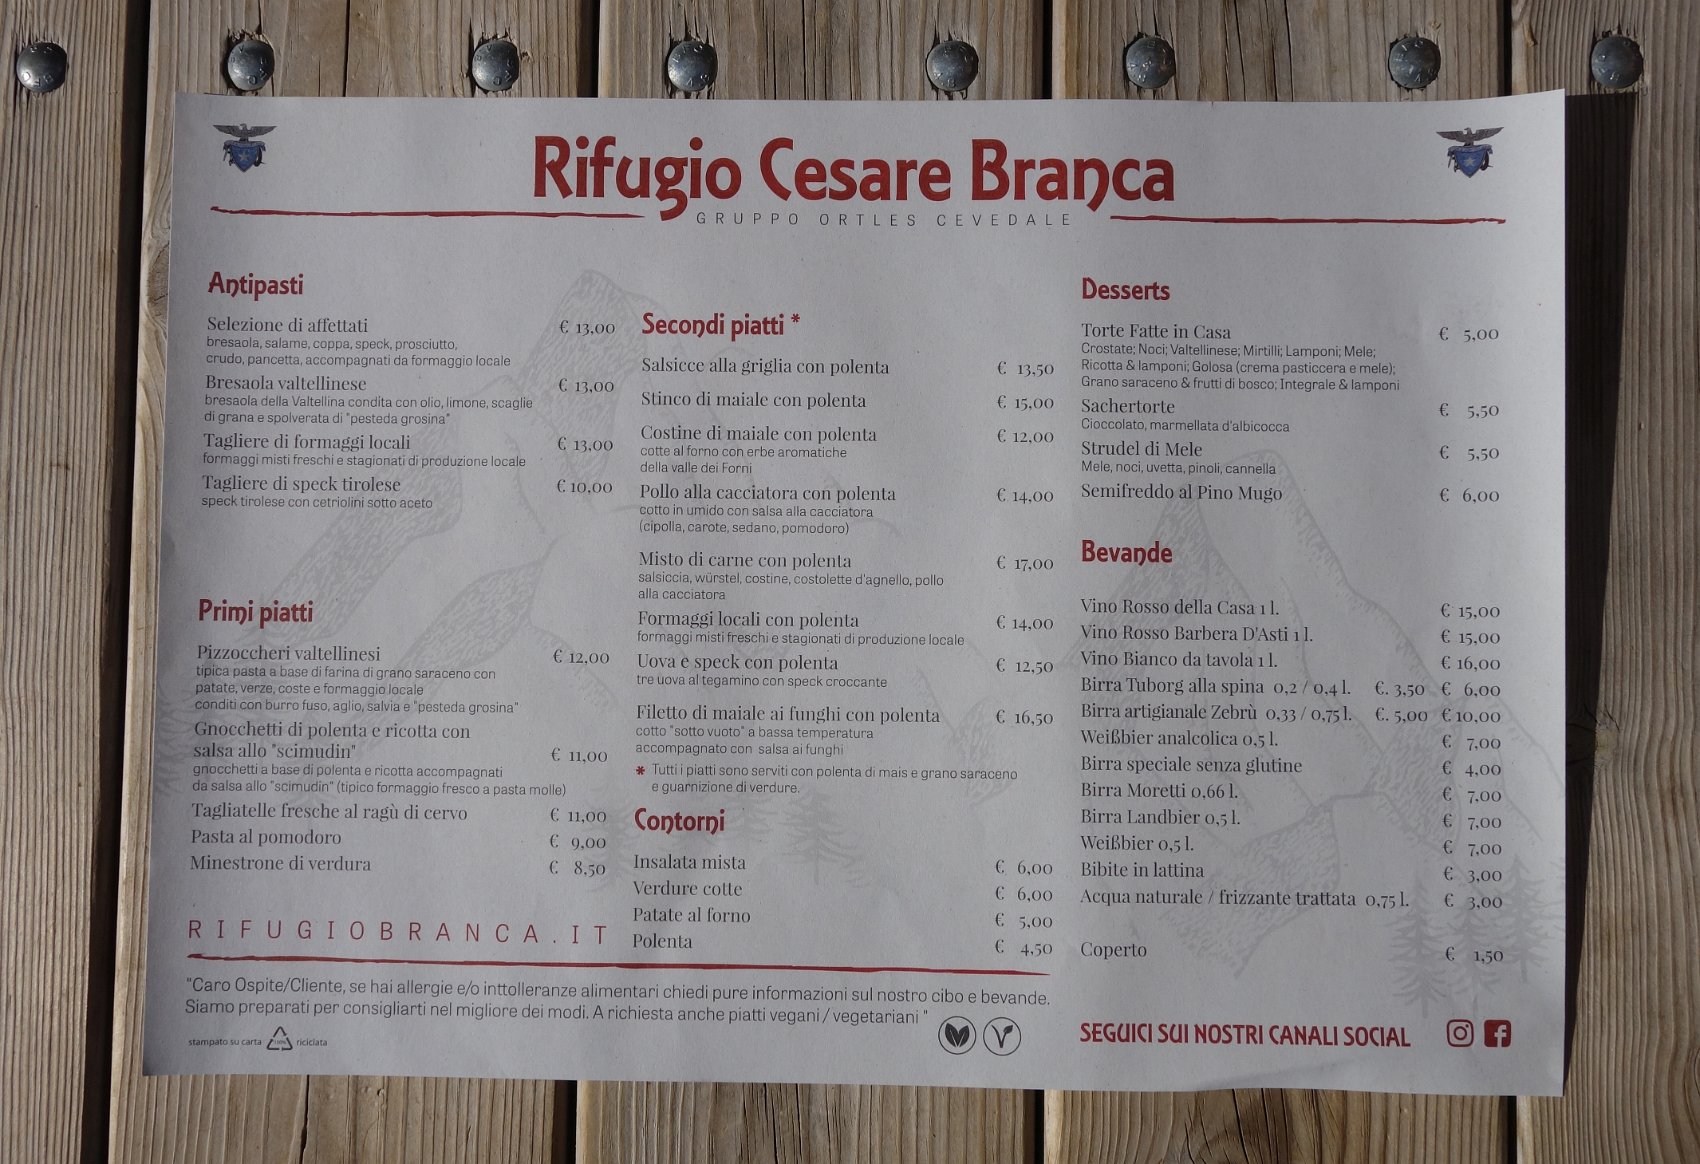 Rifugio Cesare Branca
GRUPPO ORTLES CEVEDALE
Antipasti
Selezione di affettati € 13,00
bresaola, salame, coppa, speck, prosciutto,
crudo, pancetta, accompagnati da formaggio locale
Bresaola valtellinese € 13,00
bresaola della Valtellina condita con olio, limone, scaglie
di grana e spolverata di "pesteda grosina"
Tagliere di formaggi locali € 13,00
formaggi misti freschi e stagionati di produzione locale
Tagliere di speck tirolese € 10,00
speck tirolese con cetriolini sotto aceto
Primi piatti
Pizzoccheri valtellinesi € 12,00
tipica pasta a base di farina di grano saraceno con
patate, verze, coste e formaggio locale
conditi con burro fuso, aglio, salvia e "pesteda grosina"
Gnocchetti di polenta e ricotta con
salsa allo "scimudin" € 11,00
gnocchetti a base di polenta e ricotta accompagnati
da salsa allo "scimudin" (tipico formaggio fresco a pasta molle)
Tagliatelle fresche al ragù di cervo € 11,00
Pasta al pomodoro € 9,00
Minestrone di verdura € 8,50
RIFUGIOBRANCA.IT
Secondi piatti *
Salsicce alla griglia con polenta € 13,50
Stinco di maiale con polenta € 15,00
Costine di maiale con polenta € 12,00
cotte al forno con erbe aromatiche
della valle dei Forni
Pollo alla cacciatora con polenta € 14,00
cotto in umido con salsa alla cacciatora
(cipolla, carote, sedano, pomodoro)
Misto di carne con polenta € 17,00
salsiccia, würstel, costine, costolette d'agnello, pollo
alla cacciatora
Formaggi locali con polenta € 14,00
formaggi misti freschi e stagionati di produzione locale
Uova e speck con polenta € 12,50
tre uova al tegamino con speck croccante
Filetto di maiale ai funghi con polenta € 16,50
cotto "sotto vuoto" a bassa temperatura
accompagnato con salsa ai funghi
* Tutti i piatti sono serviti con polenta di mais e grano saraceno
e guarnizione di verdure.
Contorni
Insalata mista € 6,00
Verdure cotte € 6,00
Patate al forno € 5,00
Polenta € 4,50
Desserts
Torte Fatte in Casa € 5,00
Crostate; Noci; Valtellinese; Mirtilli; Lamponi; Mele;
Ricotta & lamponi; Golosa (crema pasticcera e mele);
Grano saraceno & frutti di bosco; Integrale & lamponi
Sachertorte € 5,50
Cioccolato, marmellata d'albicocca
Strudel di Mele € 5,50
Mele, noci, uvetta, pinoli, cannella
Semifreddo al Pino Mugo € 6,00
Bevande
Vino Rosso della Casa 1 l. € 15,00
Vino Rosso Barbera D'Asti 1 l. € 15,00
Vino Bianco da tavola 1 l. € 16,00
Birra Tuborg alla spina 0,2 / 0,4 l. €. 3,50 € 6,00
Birra artigianale Zebrù 0,33 / 0,75 l. €. 5,00 € 10,00
Weißbier analcolica 0,5 l. € 7,00
Birra speciale senza glutine € 4,00
Birra Moretti 0,66 l. € 7,00
Birra Landbier 0,5 l. € 7,00
Weißbier 0,5 l. € 7,00
Bibite in lattina € 3,00
Acqua naturale / frizzante trattata 0,75 l. € 3,00
Coperto € 1,50
"Caro Ospite/Cliente, se hai allergie e/o inttolleranze alimentari chiedi pure informazioni sul nostro cibo e bevande.
Siamo preparati per consigliarti nel migliore dei modi. A richiesta anche piatti vegani / vegetariani "
stampato su carta 100% riciclata
SEGUICI SUI NOSTRI CANALI SOCIAL